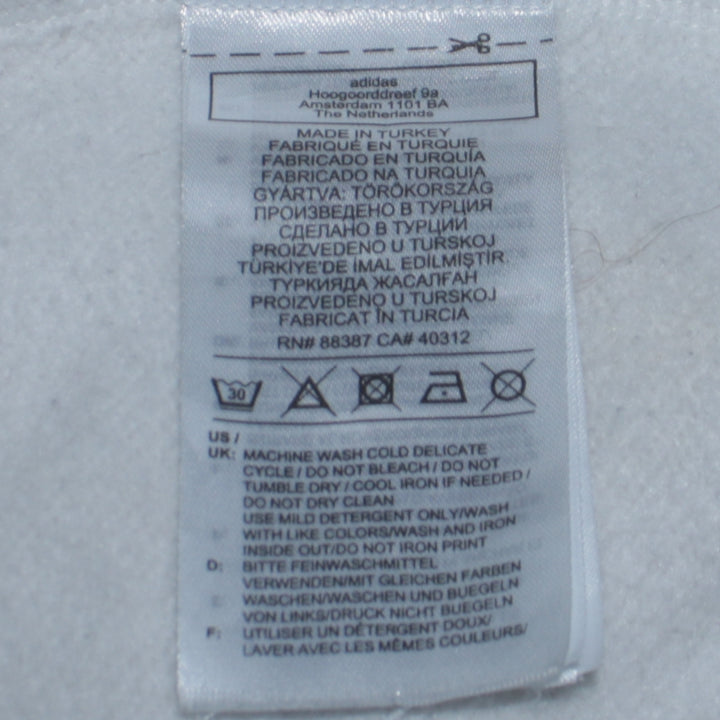 adidas
Hoogoorddreef 9a
Amsterdam 1101 BA
The Netherlands
MADE IN TURKEY
FABRIQUÉ EN TURQUIE
FABRICADO EN TURQUÍA
FABRICADO NA TURQUIA
GYÁRTVA: TÖRÖKORSZÁG
ПРОИЗВЕДЕНО В ТУРЦИЯ
СДЕЛАНО В ТУРЦИИ
PROIZVEDENO U TURSKOJ
TÜRKİYE'DE İMAL EDİLMİŞTİR.
ТУРКИЯДА ЖАСАЛҒАН
PROIZVEDENO U TURSKOJ
FABRICAT ÎN TURCIA
RN# 88387 CA# 40312
30
US /
UK: MACHINE WASH COLD DELICATE
CYCLE / DO NOT BLEACH / DO NOT
TUMBLE DRY / COOL IRON IF NEEDED /
DO NOT DRY CLEAN
USE MILD DETERGENT ONLY/WASH
WITH LIKE COLORS/WASH AND IRON
INSIDE OUT/DO NOT IRON PRINT
D: BITTE FEINWASCHMITTEL
VERWENDEN/MIT GLEICHEN FARBEN
WASCHEN/WASCHEN UND BUEGELN
VON LINKS/DRUCK NICHT BUEGELN
F: UTILISER UN DÉTERGENT DOUX/
LAVER AVEC LES MÊMES COULEURS/